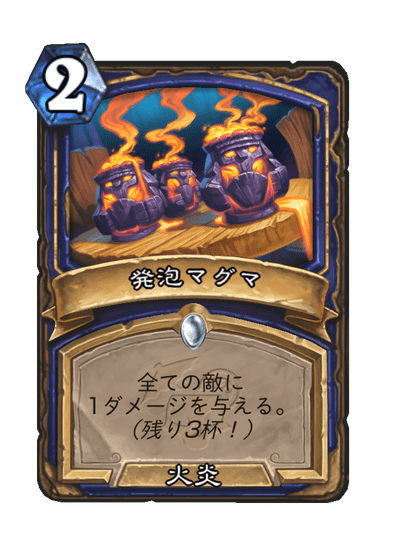 2
発泡マグマ
全ての敵に
1ダメージを与える。
(残り3杯!)
火炎